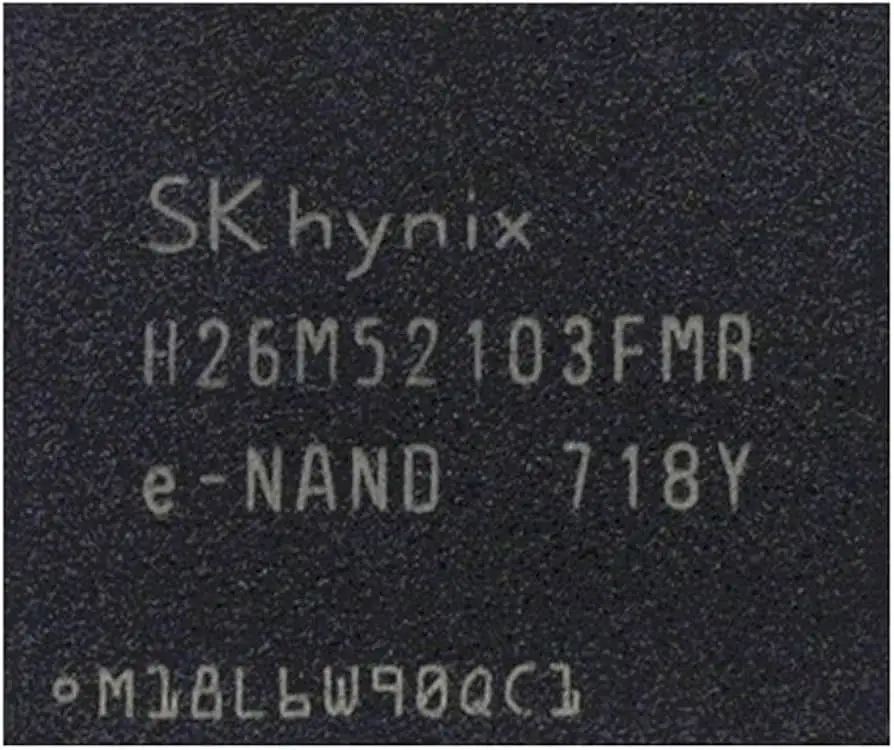 SK hynix
H26M52103FMR
e-NAND 718Y
M18L6W90QC1